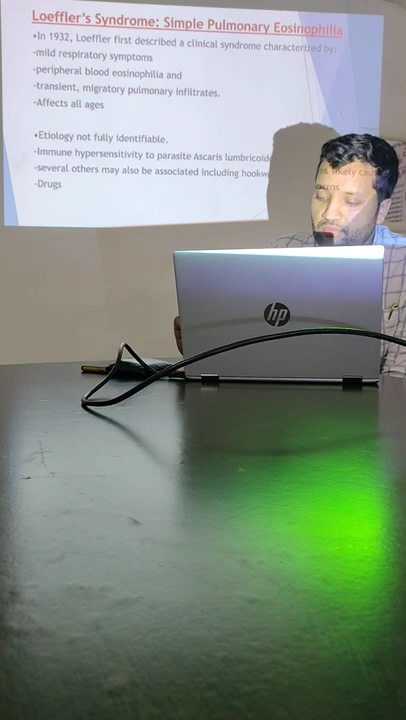 Loeffler's Syndrome: Simple Pulmonary Eosinophilia
•In 1932, Loeffler first described a clinical syndrome characterized by:
-mild respiratory symptoms
-peripheral blood eosinophilia and
-transient, migratory pulmonary infiltrates.
-Affects all ages
•Etiology not fully identifiable.
-Immune hypersensitivity to parasite Ascaris likely cause
-several others may also be associated including
-Drugs
hp